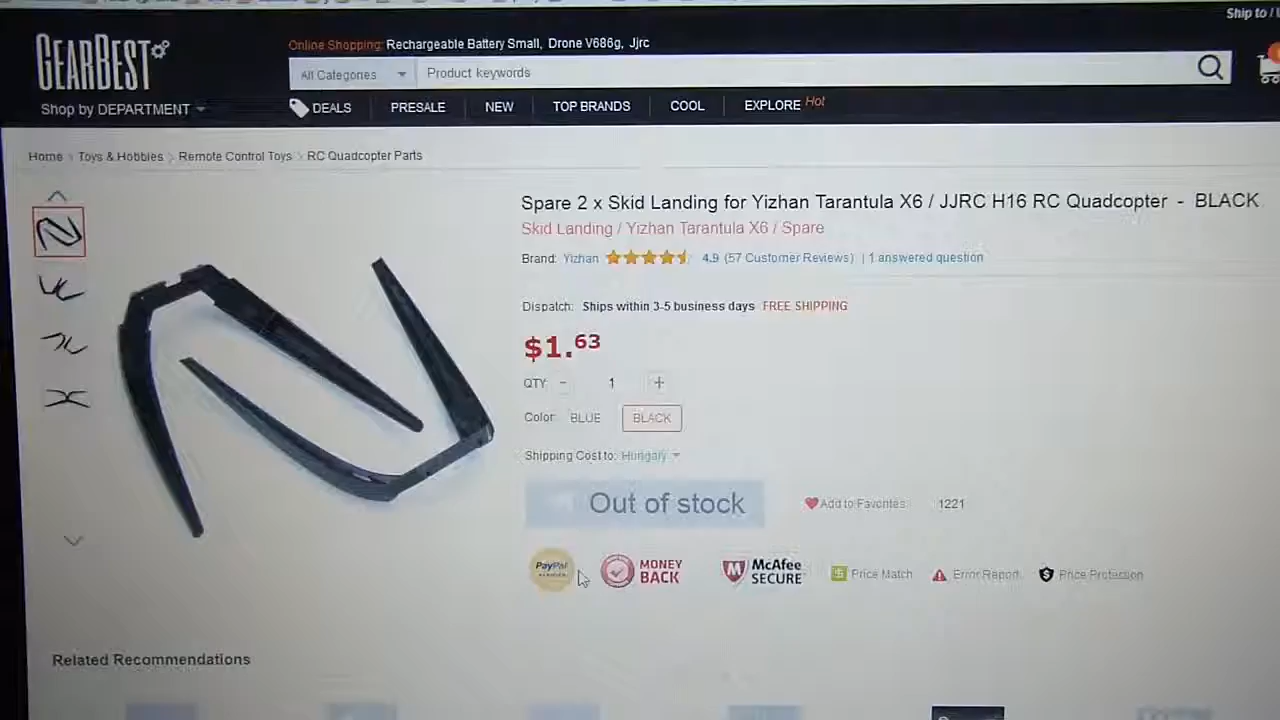 Ship to /
GEARBEST
Online Shopping: Rechargeable Battery Small, Drone V686g, Jjrc
All Categories
Product keywords
Shop by DEPARTMENT
DEALS
PRESALE
NEW
TOP BRANDS
COOL
EXPLORE Hot
Home > Toys & Hobbies > Remote Control Toys > RC Quadcopter Parts
Spare 2 x Skid Landing for Yizhan Tarantula X6 / JJRC H16 RC Quadcopter - BLACK
Skid Landing / Yizhan Tarantula X6 / Spare
Brand: Yizhan 4.9 (57 Customer Reviews) | 1 answered question
Dispatch: Ships within 3-5 business days FREE SHIPPING
$1.63
QTY: - 1 +
Color: BLUE BLACK
Shipping Cost to: Hungary
Out of stock
Add to Favorites 1221
PayPal
MONEY BACK
McAfee SECURE
Price Match
Error Report
Price Protection
Related Recommendations